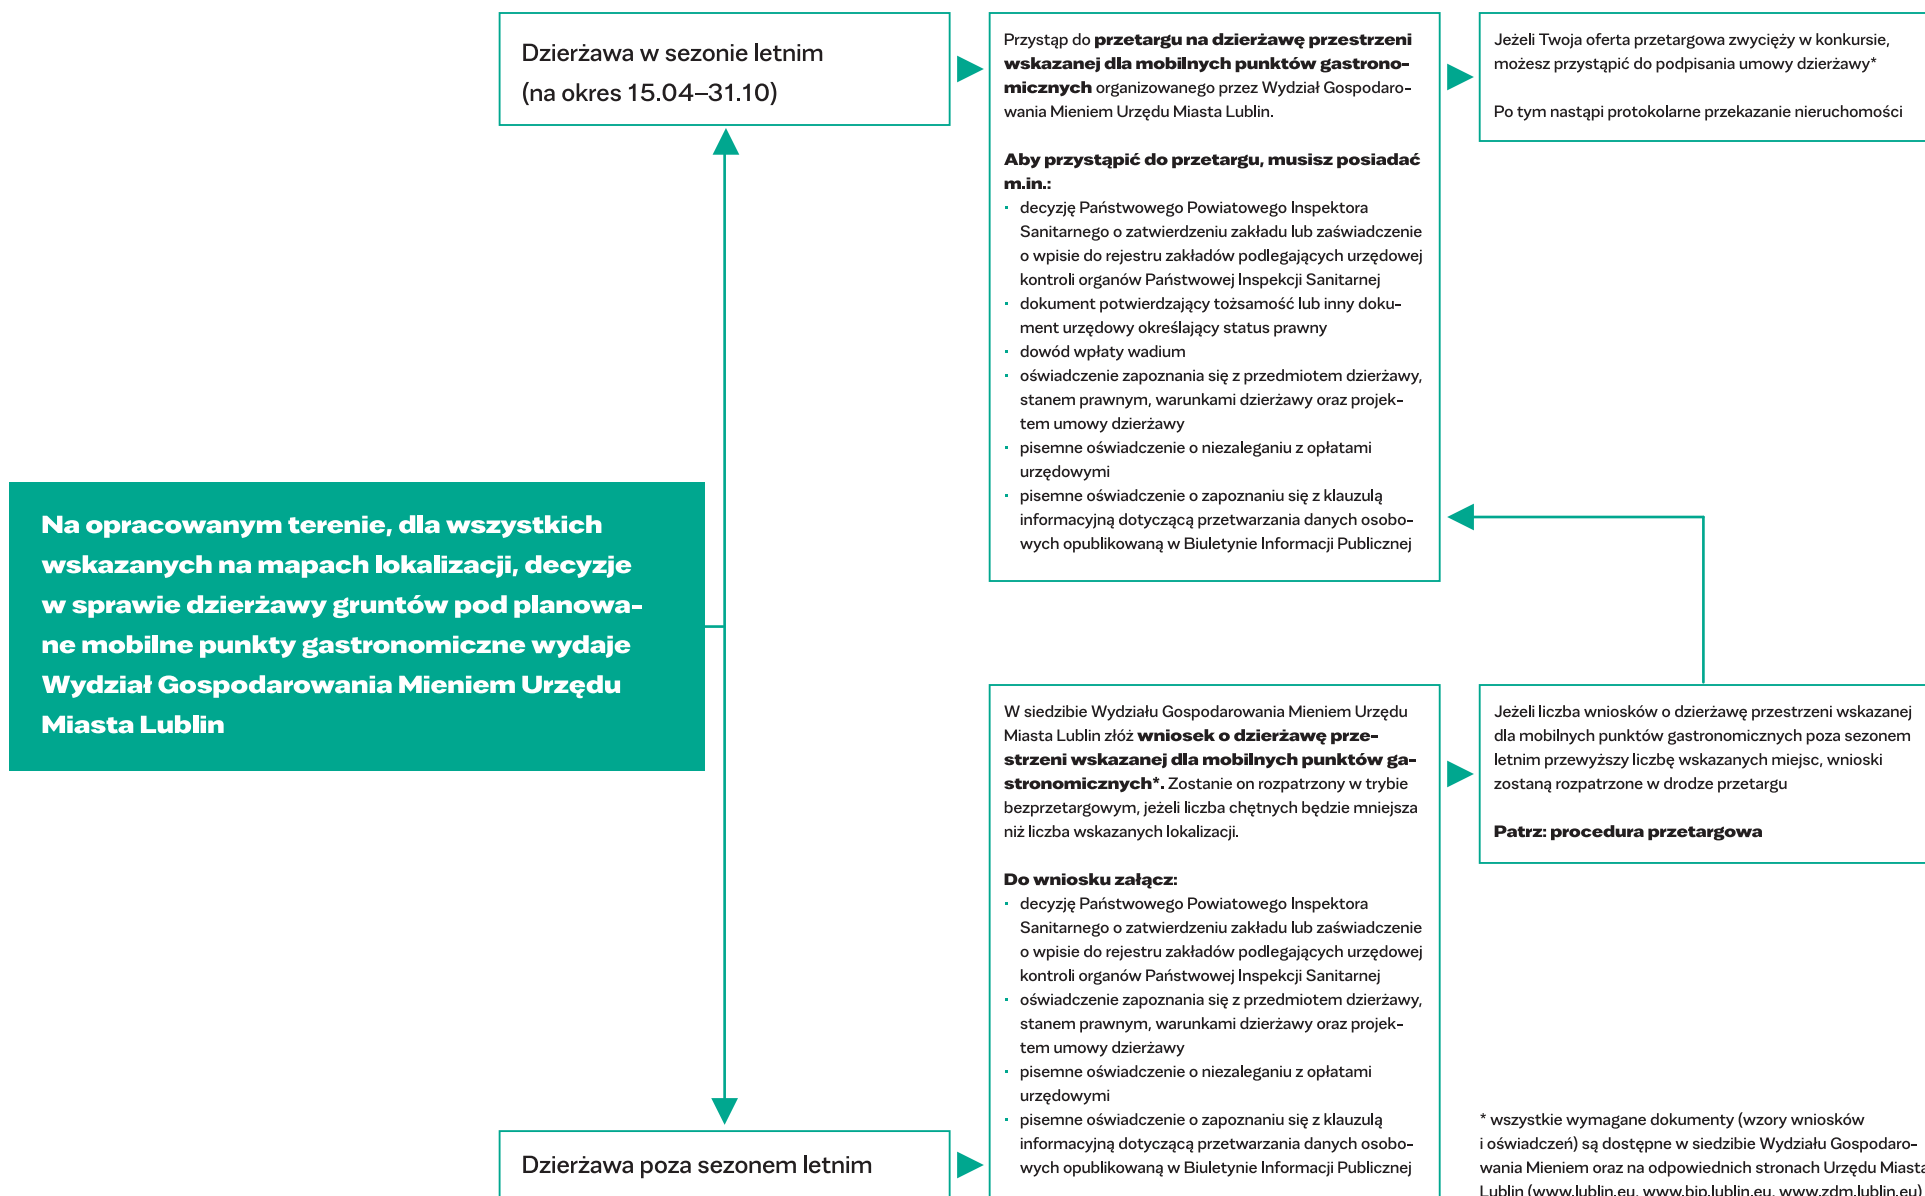 Dzierżawa w sezonie letnim
(na okres 15.04–31.10)
Przystąp do przetargu na dzierżawę przestrzeni
wskazanej dla mobilnych punktów gastrono-
micznych organizowanego przez Wydział Gospodaro-
wania Mieniem Urzędu Miasta Lublin.
Aby przystąpić do przetargu, musisz posiadać
m.in.:
· decyzję Państwowego Powiatowego Inspektora
Sanitarnego o zatwierdzeniu zakładu lub zaświadczenie
o wpisie do rejestru zakładów podlegających urzędowej
kontroli organów Państwowej Inspekcji Sanitarnej
· dokument potwierdzający tożsamość lub inny doku-
ment urzędowy określający status prawny
· dowód wpłaty wadium
· oświadczenie zapoznania się z przedmiotem dzierżawy,
stanem prawnym, warunkami dzierżawy oraz projek-
tem umowy dzierżawy
· pisemne oświadczenie o niezaleganiu z opłatami
urzędowymi
· pisemne oświadczenie o zapoznaniu się z klauzulą
informacyjną dotyczącą przetwarzania danych osobo-
wych opublikowaną w Biuletynie Informacji Publicznej
Jeżeli Twoja oferta przetargowa zwycięży w konkursie,
możesz przystąpić do podpisania umowy dzierżawy*
Po tym nastąpi protokolarne przekazanie nieruchomości
Na opracowanym terenie, dla wszystkich
wskazanych na mapach lokalizacji, decyzje
w sprawie dzierżawy gruntów pod planowa-
ne mobilne punkty gastronomiczne wydaje
Wydział Gospodarowania Mieniem Urzędu
Miasta Lublin
Dzierżawa poza sezonem letnim
W siedzibie Wydziału Gospodarowania Mieniem Urzędu
Miasta Lublin złóż wniosek o dzierżawę prze-
strzeni wskazanej dla mobilnych punktów ga-
stronomicznych*. Zostanie on rozpatrzony w trybie
bezprzetargowym, jeżeli liczba chętnych będzie mniejsza
niż liczba wskazanych lokalizacji.
Do wniosku załącz:
· decyzję Państwowego Powiatowego Inspektora
Sanitarnego o zatwierdzeniu zakładu lub zaświadczenie
o wpisie do rejestru zakładów podlegających urzędowej
kontroli organów Państwowej Inspekcji Sanitarnej
· oświadczenie zapoznania się z przedmiotem dzierżawy,
stanem prawnym, warunkami dzierżawy oraz projek-
tem umowy dzierżawy
· pisemne oświadczenie o niezaleganiu z opłatami
urzędowymi
· pisemne oświadczenie o zapoznaniu się z klauzulą
informacyjną dotyczącą przetwarzania danych osobo-
wych opublikowaną w Biuletynie Informacji Publicznej
Jeżeli liczba wniosków o dzierżawę przestrzeni wskazanej
dla mobilnych punktów gastronomicznych poza sezonem
letnim przewyższy liczbę wskazanych miejsc, wnioski
zostaną rozpatrzone w drodze przetargu
Patrz: procedura przetargowa
* wszystkie wymagane dokumenty (wzory wniosków
i oświadczeń) są dostępne w siedzibie Wydziału Gospodaro-
wania Mieniem oraz na odpowiednich stronach Urzędu Miasta
Lublin (www.lublin.eu, www.bip.lublin.eu, www.zdm.lublin.eu)